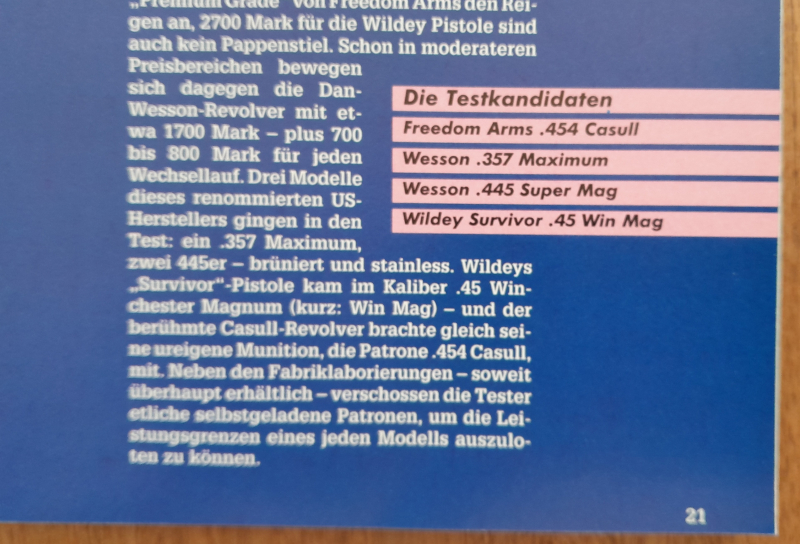 „Premium Grade" von Freedom Arms den Rei-
gen an, 2700 Mark für die Wildey Pistole sind
auch kein Pappenstiel. Schon in moderateren
Preisbereichen bewegen
sich dagegen die Dan-
Wesson-Revolver mit et-
wa 1700 Mark – plus 700
bis 800 Mark für jeden
Wechsellauf. Drei Modelle
dieses renommierten US-
Herstellers gingen in den
Test: ein .357 Maximum,
zwei 445er – brüniert und stainless. Wildeys
„Survivor"-Pistole kam im Kaliber .45 Win-
chester Magnum (kurz: Win Mag) – und der
berühmte Casull-Revolver brachte gleich sei-
ne ureigene Munition, die Patrone .454 Casull,
mit. Neben den Fabriklaborierungen – soweit
überhaupt erhältlich – verschossen die Tester
etliche selbstgeladene Patronen, um die Lei-
stungsgrenzen eines jeden Modells auszulo-
ten zu können.
Die Testkandidaten
Freedom Arms .454 Casull
Wesson .357 Maximum
Wesson .445 Super Mag
Wildey Survivor .45 Win Mag
21